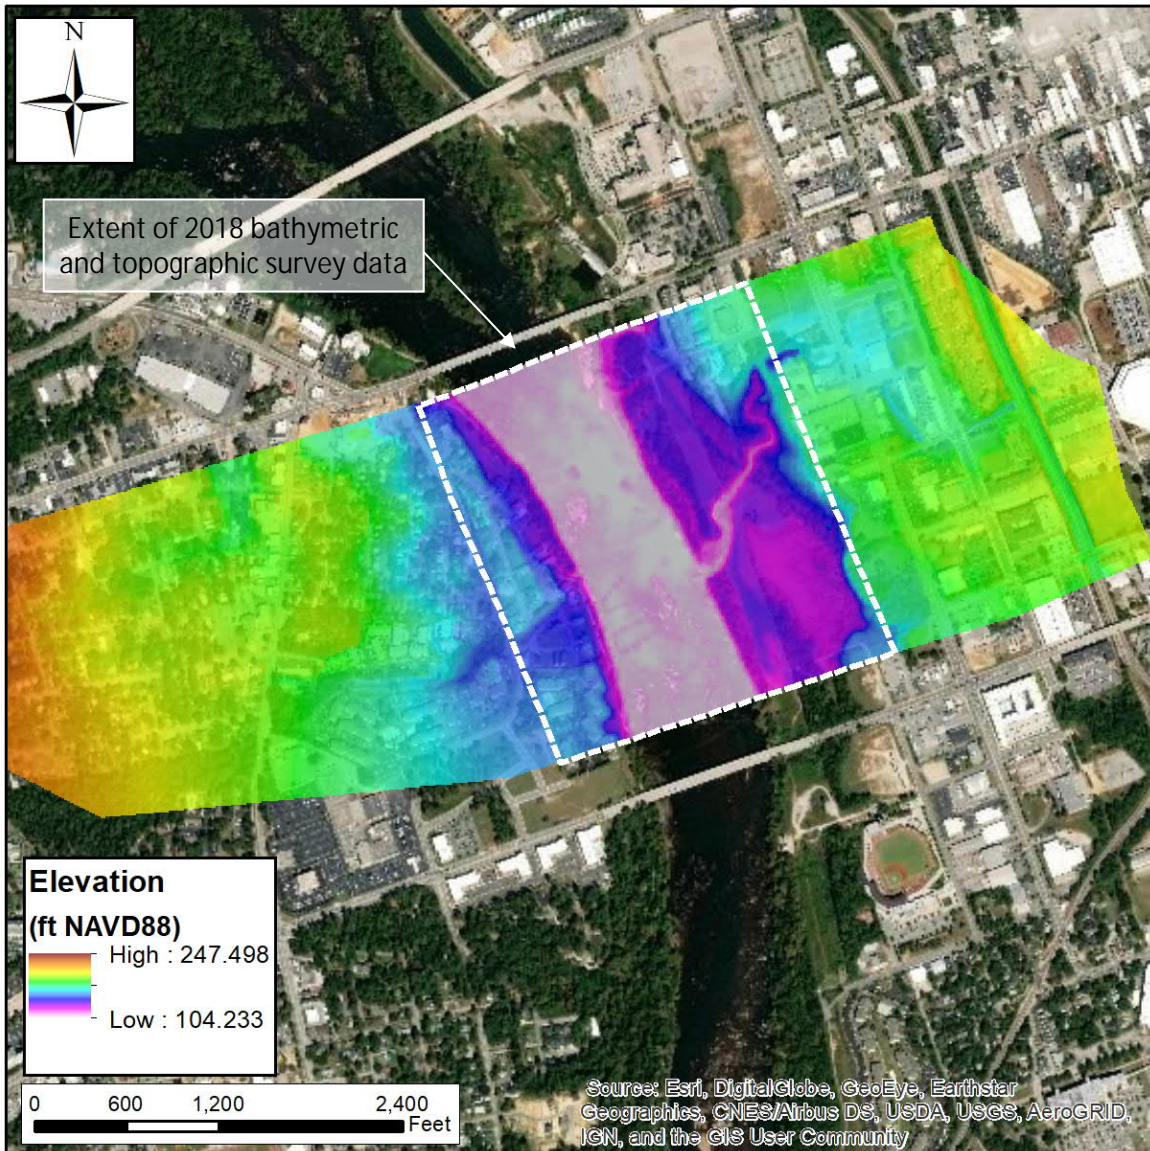 N
Extent of 2018 bathymetric
and topographic survey data
Elevation
(ft NAVD88)
High : 247.498
Low : 104.233
0 600 1,200 2,400
Feet
Source: Esri, DigitalGlobe, GeoEye, Earthstar
Geographics, CNES/Airbus DS, USDA, USGS, AeroGRID,
IGN, and the GIS User Community